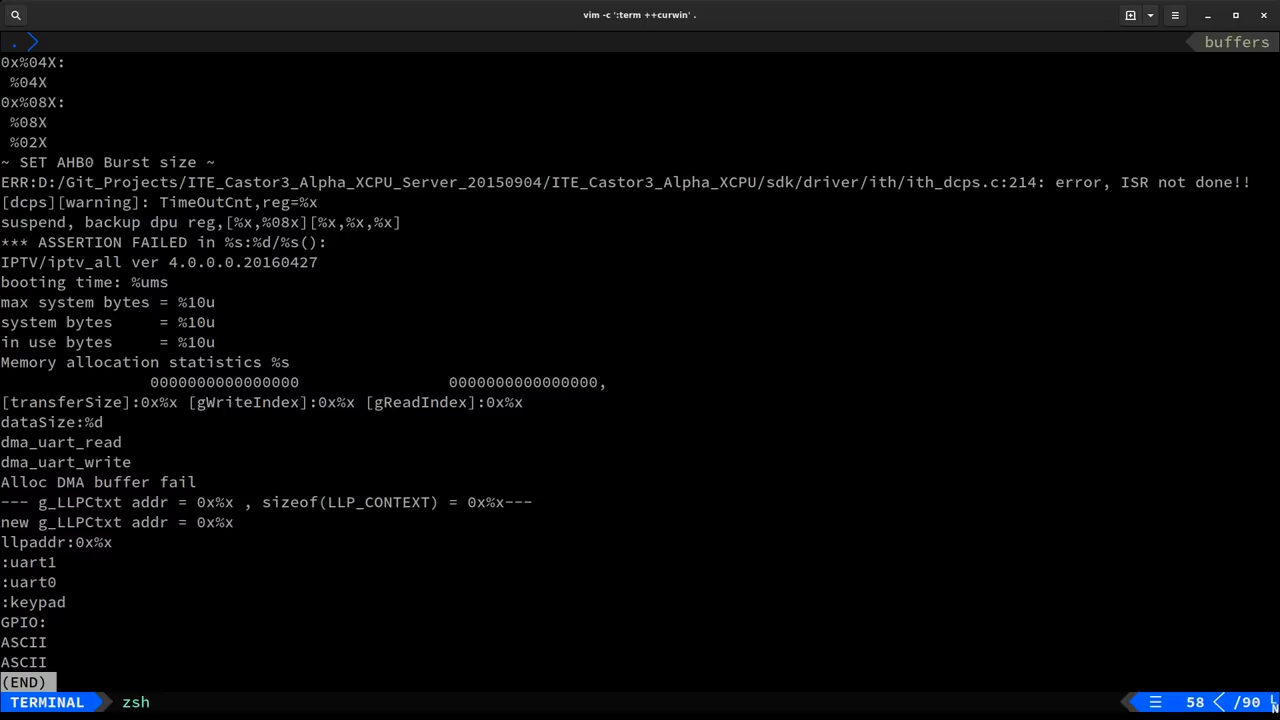 vim -c ':term ++curwin' .
. buffers
0x%04X:
 %04X
0x%08X:
 %08X
 %02X
~ SET AHB0 Burst size ~
ERR:D:/Git_Projects/ITE_Castor3_Alpha_XCPU_Server_20150904/ITE_Castor3_Alpha_XCPU/sdk/driver/ith/ith_dcps.c:214: error, ISR not done!!
[dcps][warning]: TimeOutCnt,reg=%x
suspend, backup dpu reg,[%x,%08x][%x,%x,%x]
*** ASSERTION FAILED in %s:%d/%s():
IPTV/iptv_all ver 4.0.0.0.20160427
booting time: %ums
max system bytes = %10u
system bytes     = %10u
in use bytes     = %10u
Memory allocation statistics %s
                0000000000000000                0000000000000000,
[transferSize]:0x%x [gWriteIndex]:0x%x [gReadIndex]:0x%x
dataSize:%d
dma_uart_read
dma_uart_write
Alloc DMA buffer fail
--- g_LLPCtxt addr = 0x%x , sizeof(LLP_CONTEXT) = 0x%x---
new g_LLPCtxt addr = 0x%x
llpaddr:0x%x
:uart1
:uart0
:keypad
GPIO:
ASCII
ASCII
(END)
TERMINAL zsh 58 /90 LN